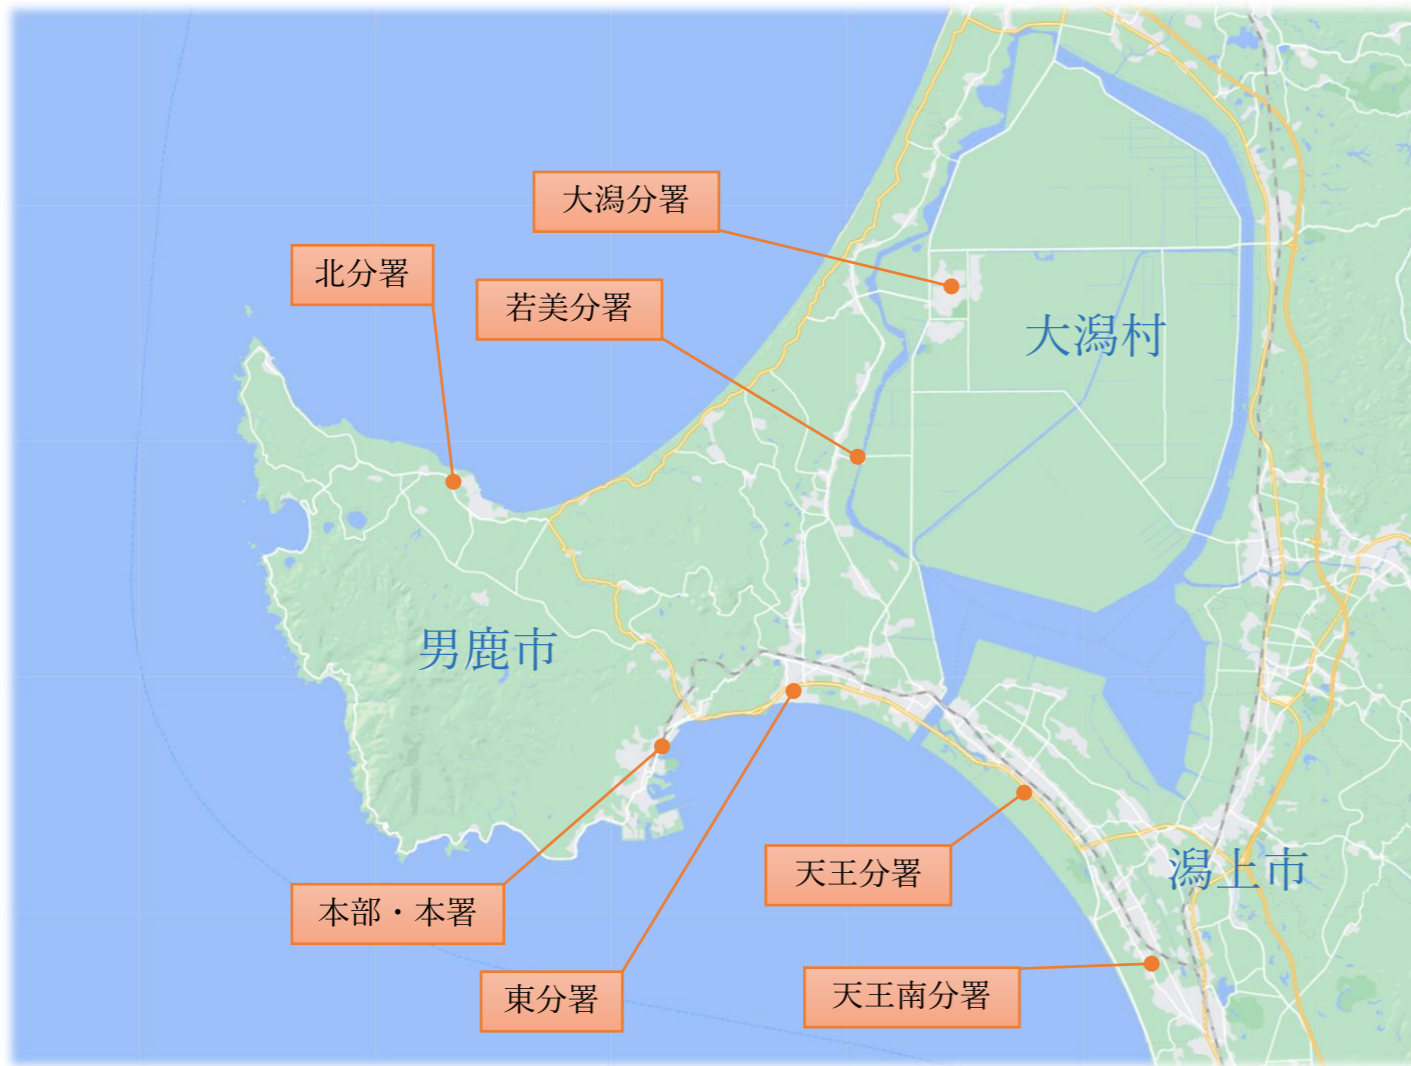 大潟分署
北分署
若美分署
大潟村
男鹿市
天王分署
潟上市
本部・本署
東分署
天王南分署